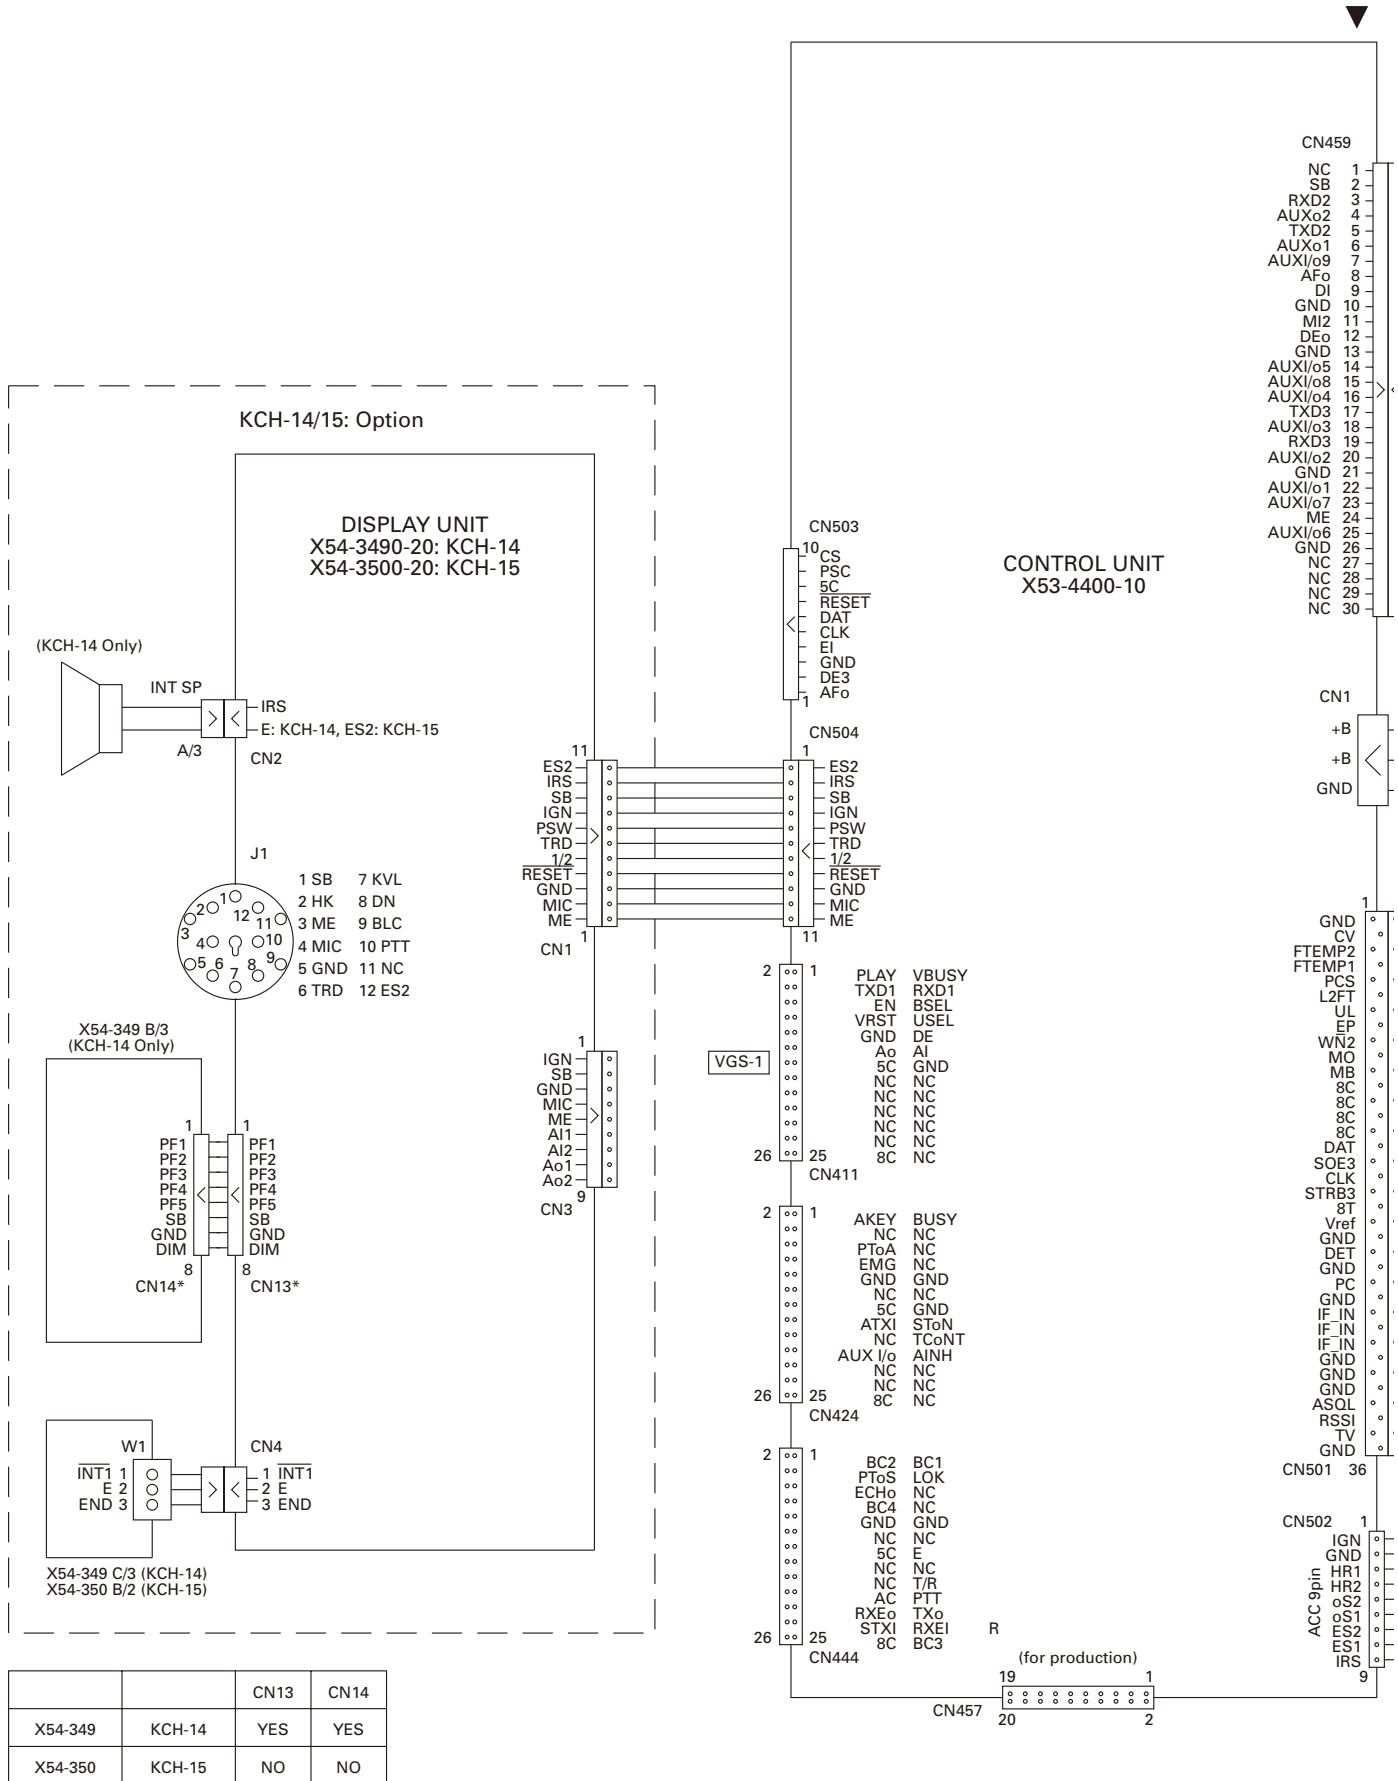 CN459
NC 1
SB 2
RXD2 3
AUXo2 4
TXD2 5
AUXo1 6
AUXI/o9 7
AFo 8
DI 9
GND 10
MI2 11
DEo 12
GND 13
AUXI/o5 14
AUXI/o8 15
AUXI/o4 16
TXD3 17
AUXI/o3 18
RXD3 19
AUXI/o2 20
GND 21
AUXI/o1 22
AUXI/o7 23
ME 24
AUXI/o6 25
GND 26
NC 27
NC 28
NC 29
NC 30
KCH-14/15: Option
DISPLAY UNIT
X54-3490-20: KCH-14
X54-3500-20: KCH-15
CONTROL UNIT
X53-4400-10
CN503
10
CS
PSC
5C
RESET
DAT
CLK
EI
GND
DE3
AFo
1
(KCH-14 Only)
INT SP
IRS
E: KCH-14, ES2: KCH-15
A/3
CN2
CN1
+B
+B
GND
CN504
11 1
ES2 ES2
IRS IRS
SB SB
IGN IGN
PSW PSW
TRD TRD
1/2 1/2
RESET RESET
GND GND
MIC MIC
ME ME
1 11
CN1
J1
1 SB 7 KVL
2 HK 8 DN
3 ME 9 BLC
4 MIC 10 PTT
5 GND 11 NC
6 TRD 12 ES2
1
2
3
4
5
6
7
8
9
10
11
12
X54-349 B/3
(KCH-14 Only)
1 1
PF1 PF1
PF2 PF2
PF3 PF3
PF4 PF4
PF5 PF5
SB SB
GND GND
DIM DIM
8 8
CN14* CN13*
1
IGN
SB
GND
MIC
ME
AI1
AI2
Ao1
Ao2
9
CN3
W1 CN4
INT1 1 1 INT1
E 2 2 E
END 3 3 END
X54-349 C/3 (KCH-14)
X54-350 B/2 (KCH-15)
VGS-1
2 1
PLAY VBUSY
TXD1 RXD1
EN BSEL
VRST USEL
GND DE
Ao AI
5C GND
NC NC
NC NC
NC NC
NC NC
NC NC
8C NC
26 25
CN411
2 1
AKEY BUSY
NC NC
PToA NC
EMG NC
GND GND
NC NC
5C GND
ATXI SToN
NC TCoNT
AUX I/o AINH
NC NC
NC NC
8C NC
26 25
CN424
2 1
BC2 BC1
PToS LOK
ECHo NC
BC4 NC
GND GND
NC NC
5C E
NC NC
NC T/R
AC PTT
RXEo TXo
STXI RXEI R
8C BC3
26 25
CN444
1
GND
CV
FTEMP2
FTEMP1
PCS
L2FT
UL
EP
WN2
MO
MB
8C
8C
8C
8C
DAT
SOE3
CLK
STRB3
8T
Vref
GND
DET
GND
PC
GND
IF_IN
IF_IN
IF_IN
GND
GND
GND
ASQL
RSSI
TV
GND
CN501 36
CN502 1
ACC 9pin
IGN
GND
HR1
HR2
oS2
oS1
ES2
ES1
IRS
9
(for production)
19 1
CN457
20 2
CN13 CN14
X54-349 KCH-14 YES YES
X54-350 KCH-15 NO NO